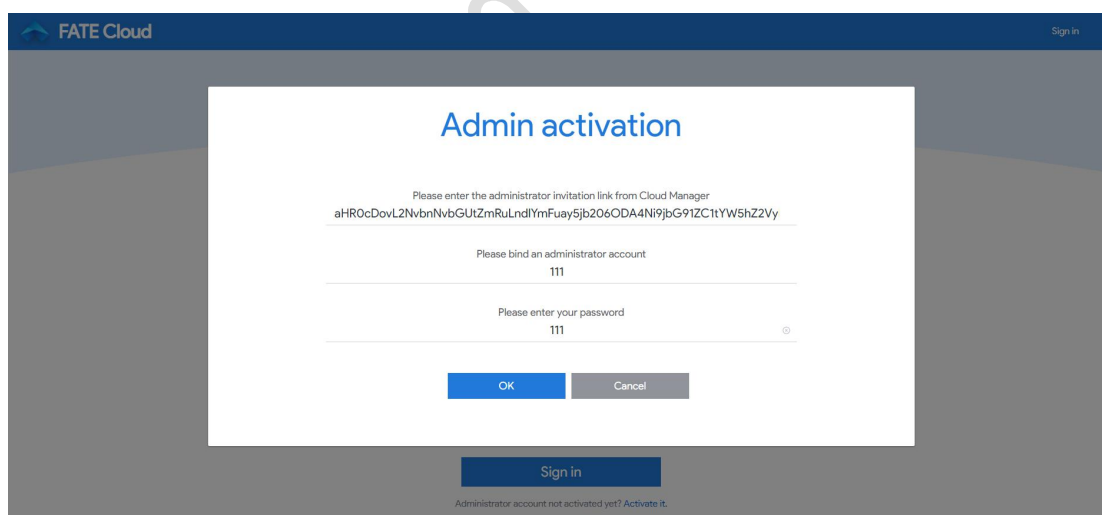 FATE Cloud
Sign in
Admin activation
Please enter the administrator invitation link from Cloud Manager
aHR0cDovL2NvbnNvbGUtZmRuLndlYmFuay5jb206ODA4Ni9jbG91ZC1tYW5hZ2Vy
Please bind an administrator account
111
Please enter your password
111
OK
Cancel
Sign in
Administrator account not activated yet? Activate it.